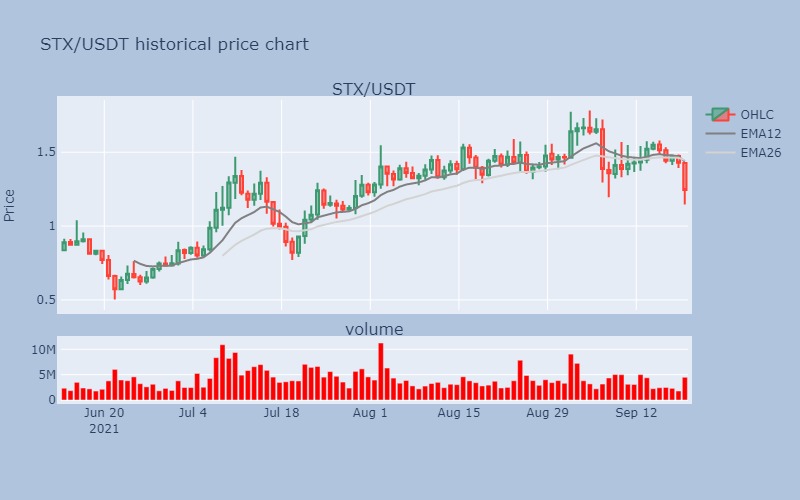 STX/USDT historical price chart
STX/USDT
OHLC
EMA12
EMA26
Price
1.5
1
0.5
volume
10M
5M
0
Jun 20
2021
Jul 4
Jul 18
Aug 1
Aug 15
Aug 29
Sep 12